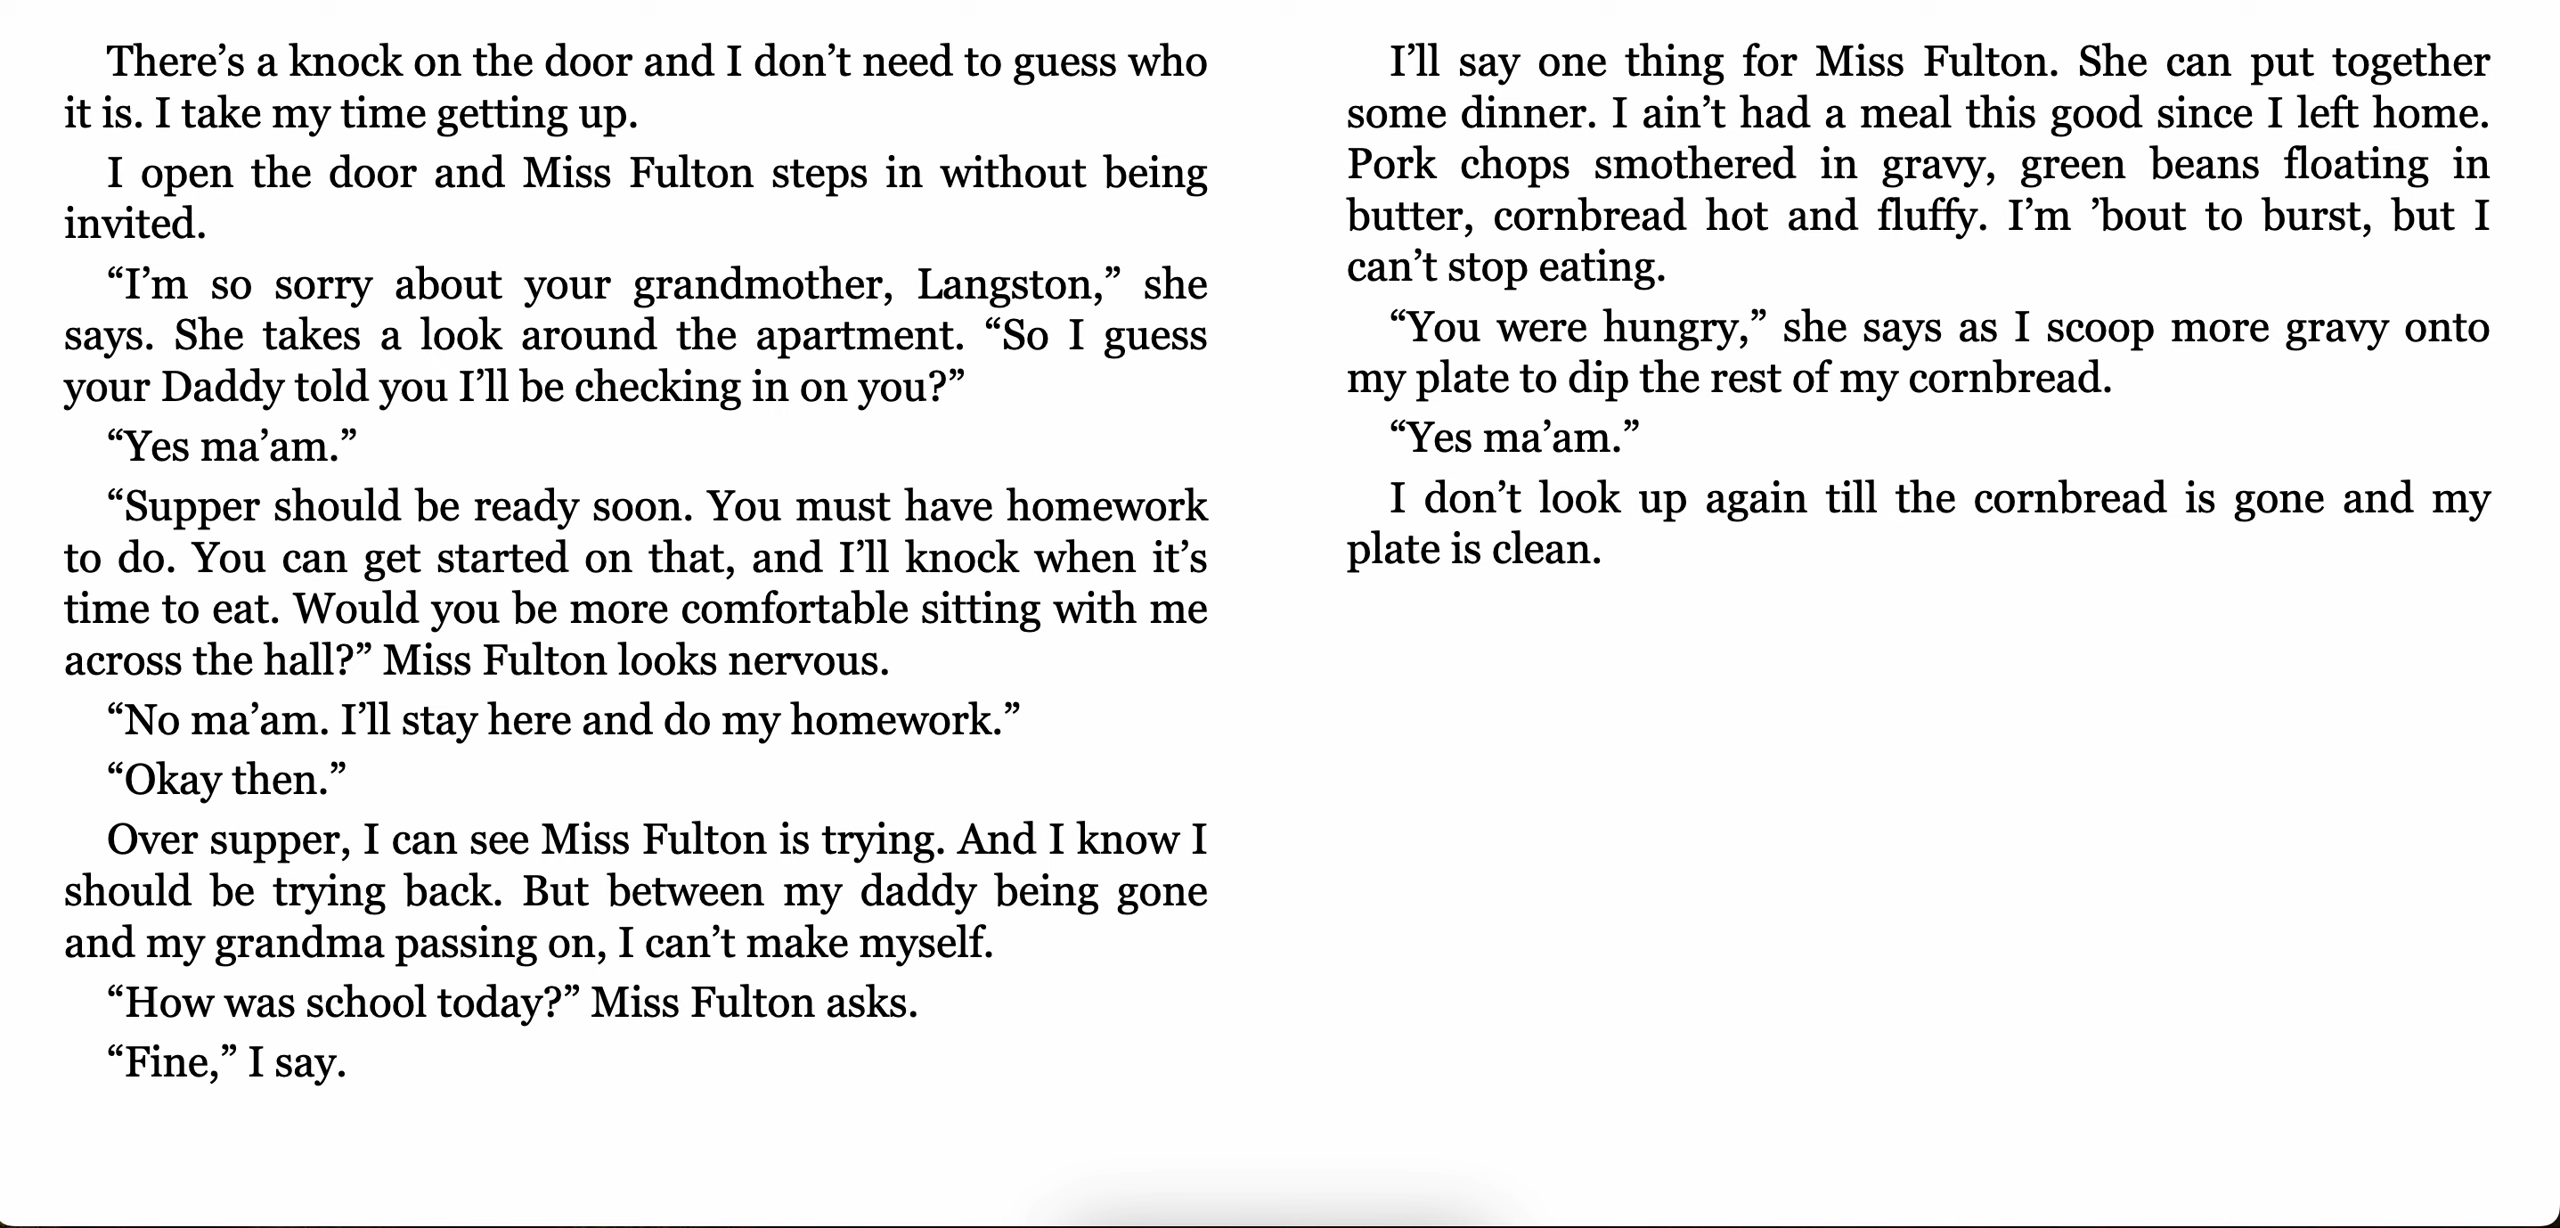 There’s a knock on the door and I don’t need to guess who
it is. I take my time getting up.
I open the door and Miss Fulton steps in without being
invited.
“I’m so sorry about your grandmother, Langston,” she
says. She takes a look around the apartment. “So I guess
your Daddy told you I’ll be checking in on you?”
“Yes ma’am.”
“Supper should be ready soon. You must have homework
to do. You can get started on that, and I’ll knock when it’s
time to eat. Would you be more comfortable sitting with me
across the hall?” Miss Fulton looks nervous.
“No ma’am. I’ll stay here and do my homework.”
“Okay then.”
Over supper, I can see Miss Fulton is trying. And I know I
should be trying back. But between my daddy being gone
and my grandma passing on, I can’t make myself.
“How was school today?” Miss Fulton asks.
“Fine,” I say.
I’ll say one thing for Miss Fulton. She can put together
some dinner. I ain’t had a meal this good since I left home.
Pork chops smothered in gravy, green beans floating in
butter, cornbread hot and fluffy. I’m ’bout to burst, but I
can’t stop eating.
“You were hungry,” she says as I scoop more gravy onto
my plate to dip the rest of my cornbread.
“Yes ma’am.”
I don’t look up again till the cornbread is gone and my
plate is clean.